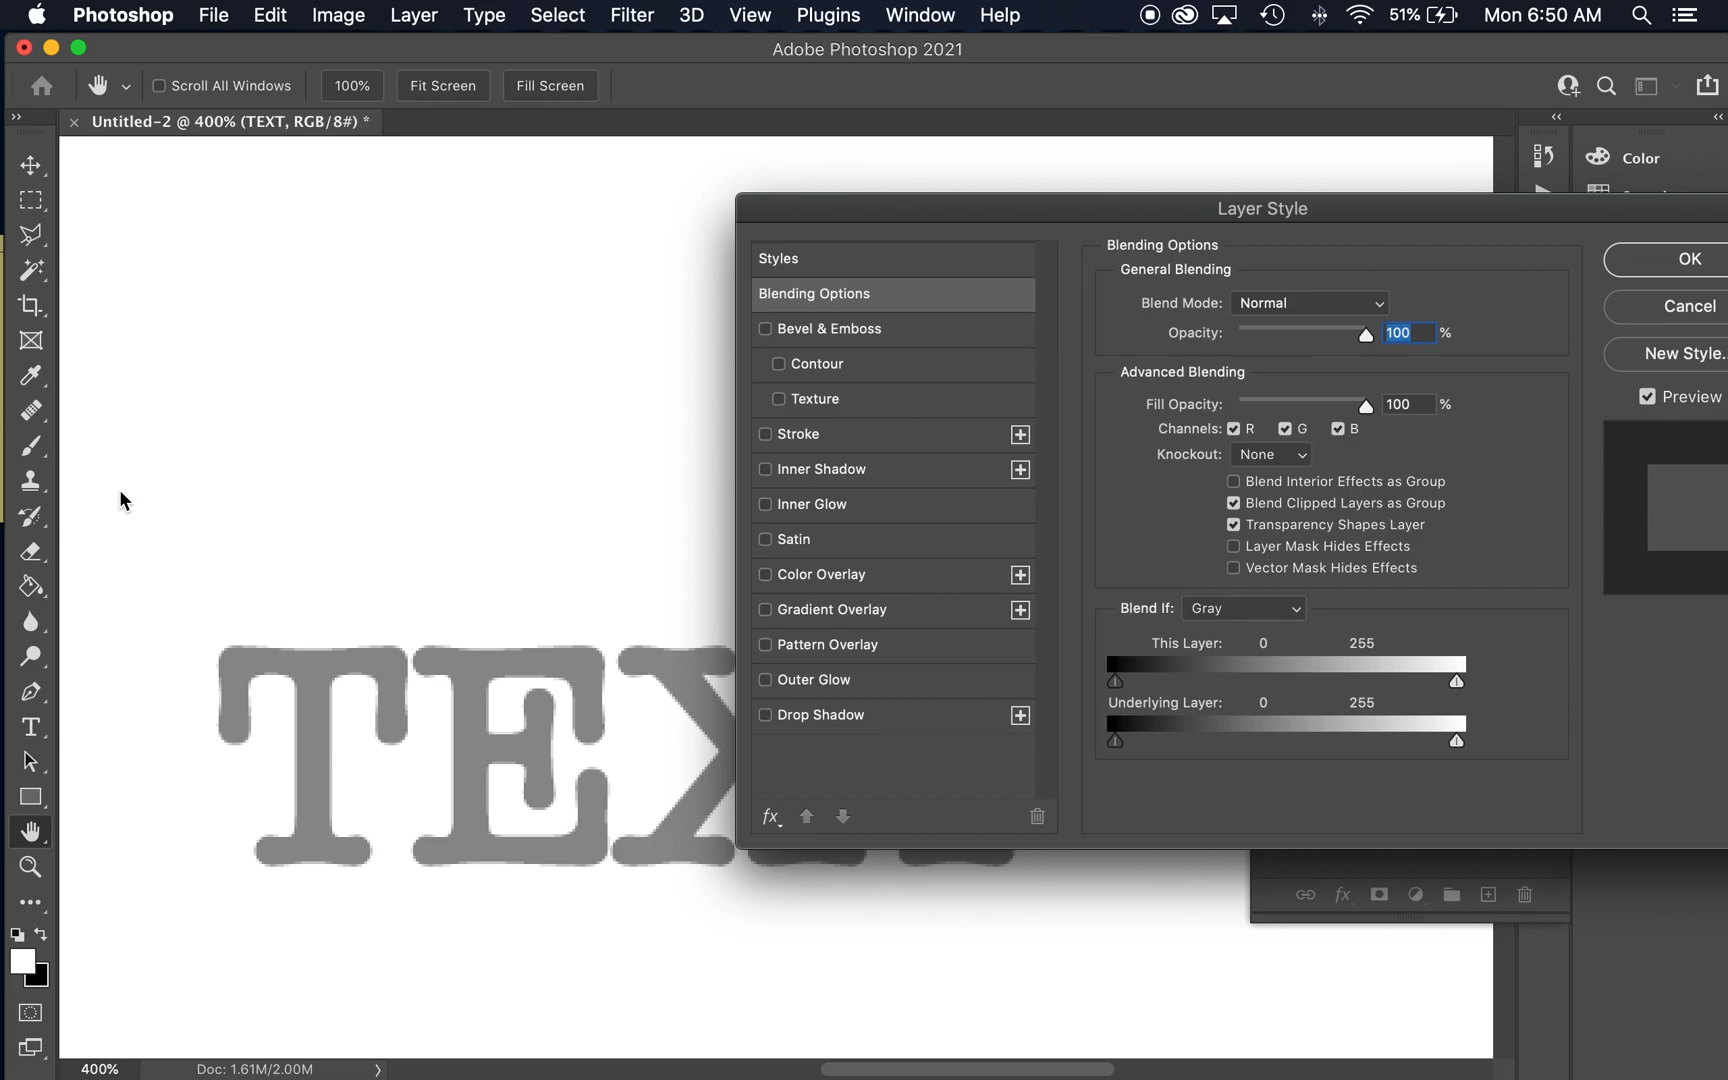 Photoshop File Edit Image Layer Type Select Filter 3D View Plugins Window Help 51% Mon 6:50 AM
Adobe Photoshop 2021
Scroll All Windows 100% Fit Screen Fill Screen
Untitled-2 @ 400% (TEXT, RGB/8#) *
Color
Layer Style
Styles
Blending Options
Bevel & Emboss
Contour
Texture
Stroke
Inner Shadow
Inner Glow
Satin
Color Overlay
Gradient Overlay
Pattern Overlay
Outer Glow
Drop Shadow
fx
Blending Options
General Blending
Blend Mode: Normal
Opacity: 100 %
Advanced Blending
Fill Opacity: 100 %
Channels: R G B
Knockout: None
Blend Interior Effects as Group
Blend Clipped Layers as Group
Transparency Shapes Layer
Layer Mask Hides Effects
Vector Mask Hides Effects
Blend If: Gray
This Layer: 0 255
Underlying Layer: 0 255
OK
Cancel
New Style..
Preview
TEX
fx
T
400% Doc: 1.61M/2.00M